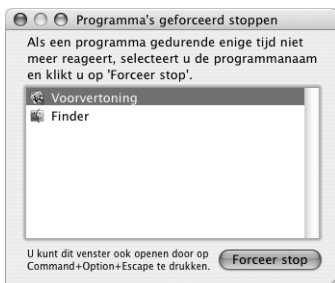 Programma's geforceerd stoppen
Als een programma gedurende enige tijd niet
meer reageert, selecteert u de programmanaam
en klikt u op 'Forceer stop'.
Voorvertoning
Finder
U kunt dit venster ook openen door op
Command+Option+Escape te drukken.
Forceer stop